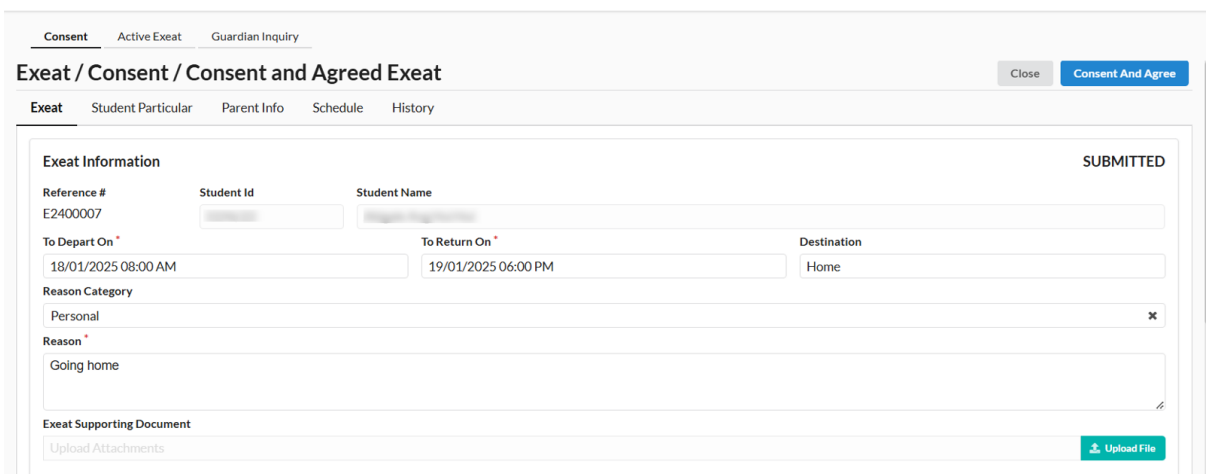 Consent Active Exeat Guardian Inquiry
Exeat / Consent / Consent and Agreed Exeat Close Consent And Agree
Exeat Student Particular Parent Info Schedule History
Exeat Information SUBMITTED
Reference # Student Id Student Name
E2400007
To Depart On * To Return On * Destination
18/01/2025 08:00 AM 19/01/2025 06:00 PM Home
Reason Category
Personal
Reason *
Going home
Exeat Supporting Document
Upload Attachments Upload File